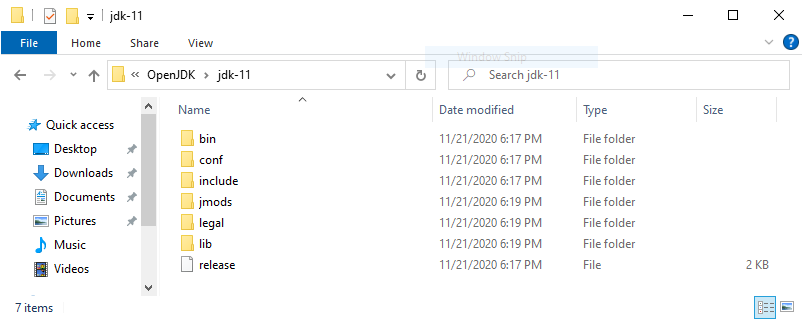 jdk-11
File Home Share View
OpenJDK jdk-11
Window Snip
Search jdk-11
Name Date modified Type Size
Quick access
Desktop
Downloads
Documents
Pictures
Music
Videos
bin 11/21/2020 6:17 PM File folder
conf 11/21/2020 6:17 PM File folder
include 11/21/2020 6:17 PM File folder
jmods 11/21/2020 6:19 PM File folder
legal 11/21/2020 6:19 PM File folder
lib 11/21/2020 6:19 PM File folder
release 11/21/2020 6:17 PM File 2 KB
7 items